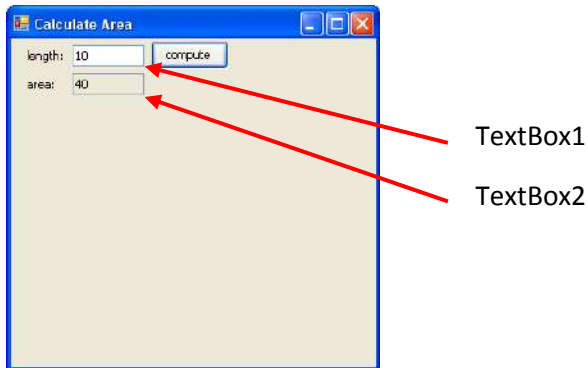 Calculate Area
length: 10 compute
area: 40
TextBox1
TextBox2